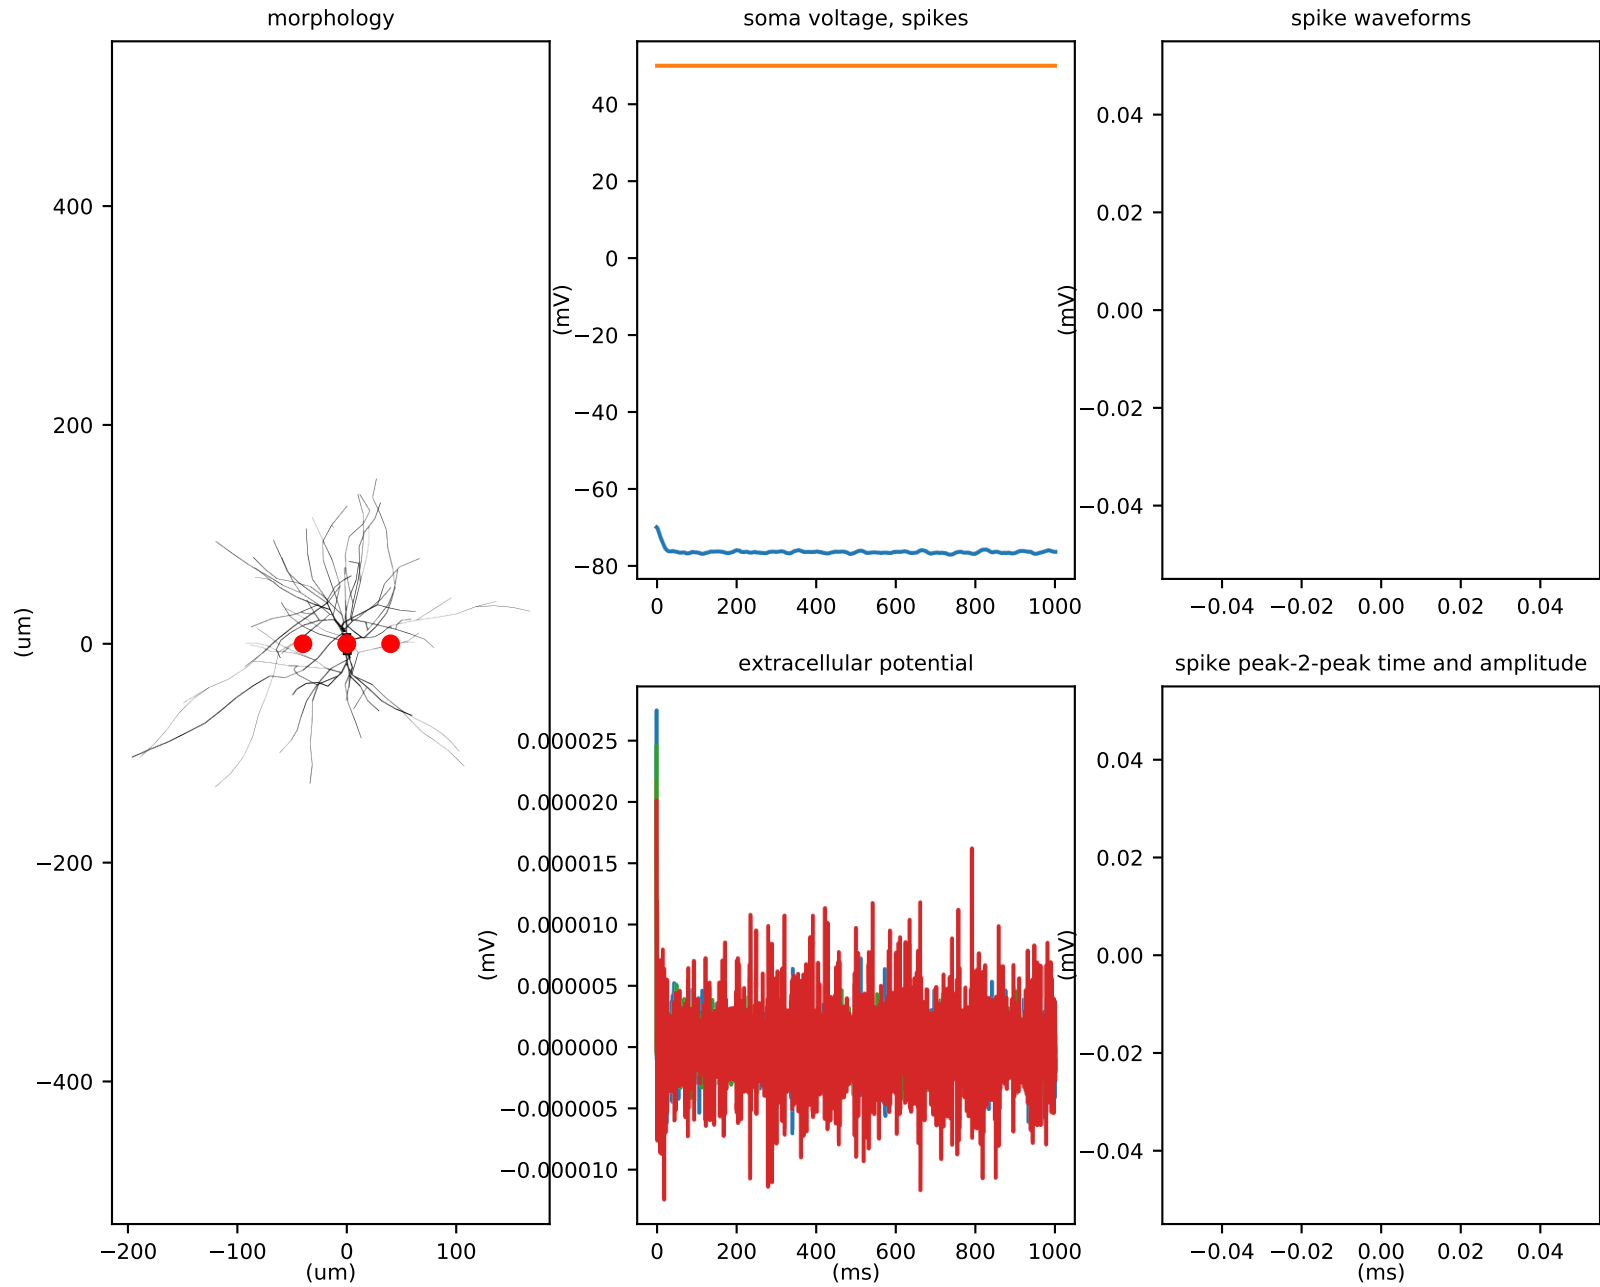 morphology
400
200
0
−200
−400
(um)
−200 −100 0 100
(um)
soma voltage, spikes
40
20
0
−20
−40
−60
−80
(mV)
0 200 400 600 800 1000
spike waveforms
0.04
0.02
0.00
−0.02
−0.04
(mV)
−0.04 −0.02 0.00 0.02 0.04
extracellular potential
0.000025
0.000020
0.000015
0.000010
0.000005
0.000000
−0.000005
−0.000010
(mV)
0 200 400 600 800 1000
(ms)
spike peak-2-peak time and amplitude
0.04
0.02
0.00
−0.02
−0.04
(mV)
−0.04 −0.02 0.00 0.02 0.04
(ms)